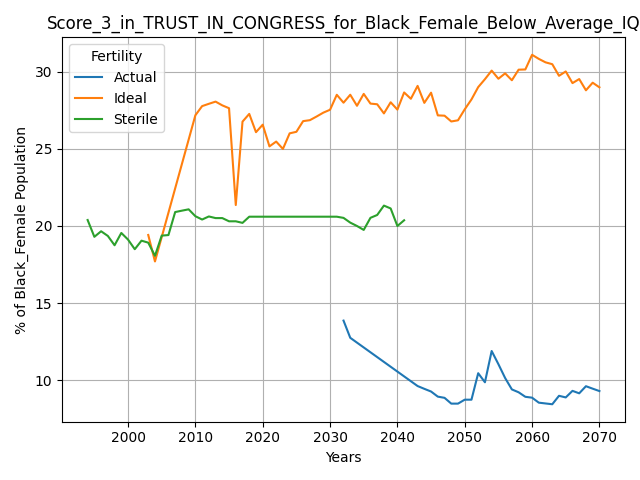 Score_3_in_TRUST_IN_CONGRESS_for_Black_Female_Below_Average_IQ
Fertility
Actual
Ideal
Sterile
% of Black_Female Population
30
25
20
15
10
2000 2010 2020 2030 2040 2050 2060 2070
Years